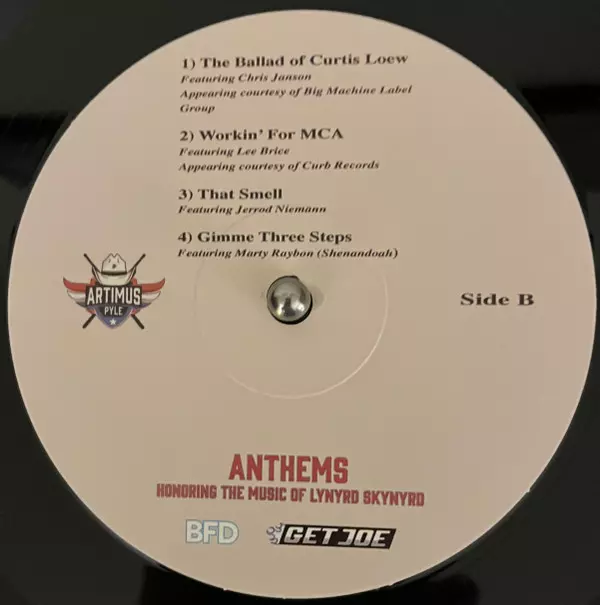 1) The Ballad of Curtis Loew
Featuring Chris Janson
Appearing courtesy of Big Machine Label
Group
2) Workin' For MCA
Featuring Lee Brice
Appearing courtesy of Curb Records
3) That Smell
Featuring Jerrod Niemann
4) Gimme Three Steps
Featuring Marty Raybon (Shenandoah)
ARTIMUS
PYLE
Side B
ANTHEMS
HONORING THE MUSIC OF LYNYRD SKYNYRD
BFD
GET JOE